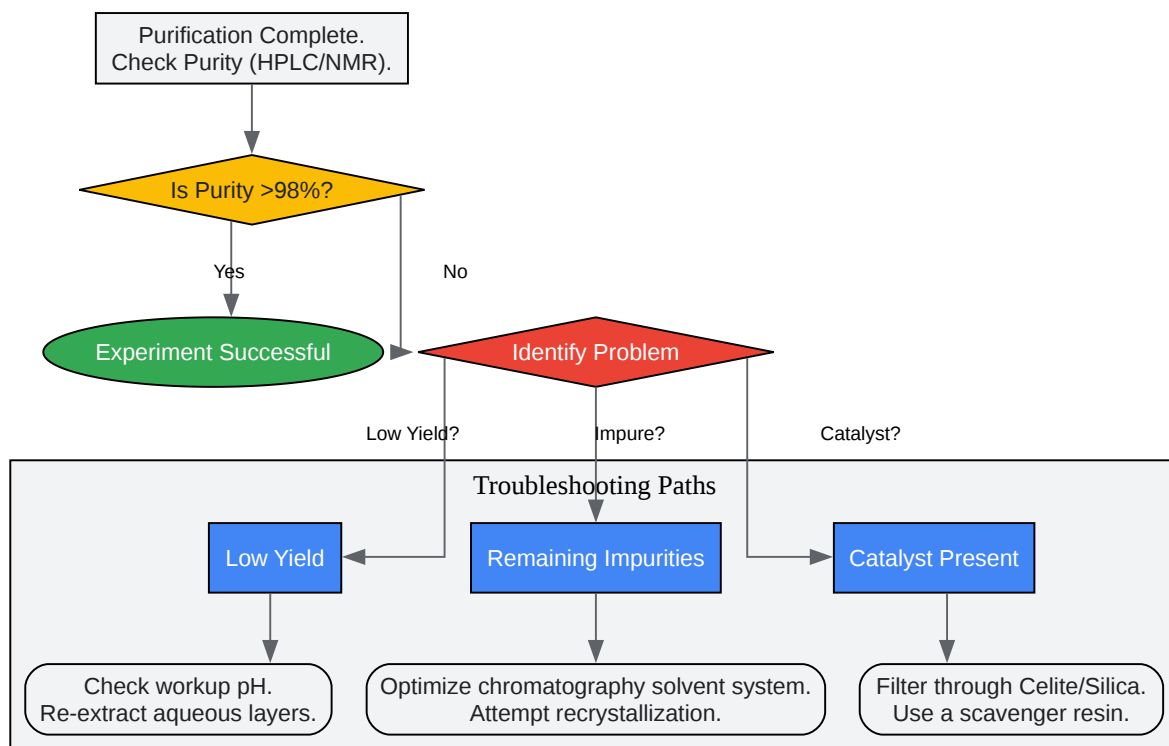 Purification Complete.
Check Purity (HPLC/NMR).
Is Purity >98%?
Yes
No
Experiment Successful
Identify Problem
Low Yield?
Impure?
Catalyst?
Troubleshooting Paths
Low Yield
Remaining Impurities
Catalyst Present
Check workup pH.
Re-extract aqueous layers.
Optimize chromatography solvent system.
Attempt recrystallization.
Filter through Celite/Silica.
Use a scavenger resin.